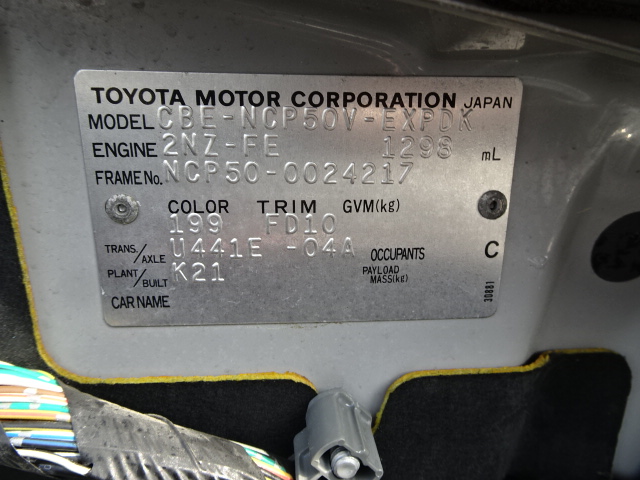 TOYOTA MOTOR CORPORATION JAPAN
MODEL CBE-NCP50V-EXPDK
ENGINE 2NZ-FE 1298 mL
FRAME No. NCP50-0024217
COLOR TRIM GVM(kg)
199 FD10
TRANS./AXLE U441E -04A OCCUPANTS C
PLANT/BUILT K21 PAYLOAD MASS(kg)
CAR NAME
30881